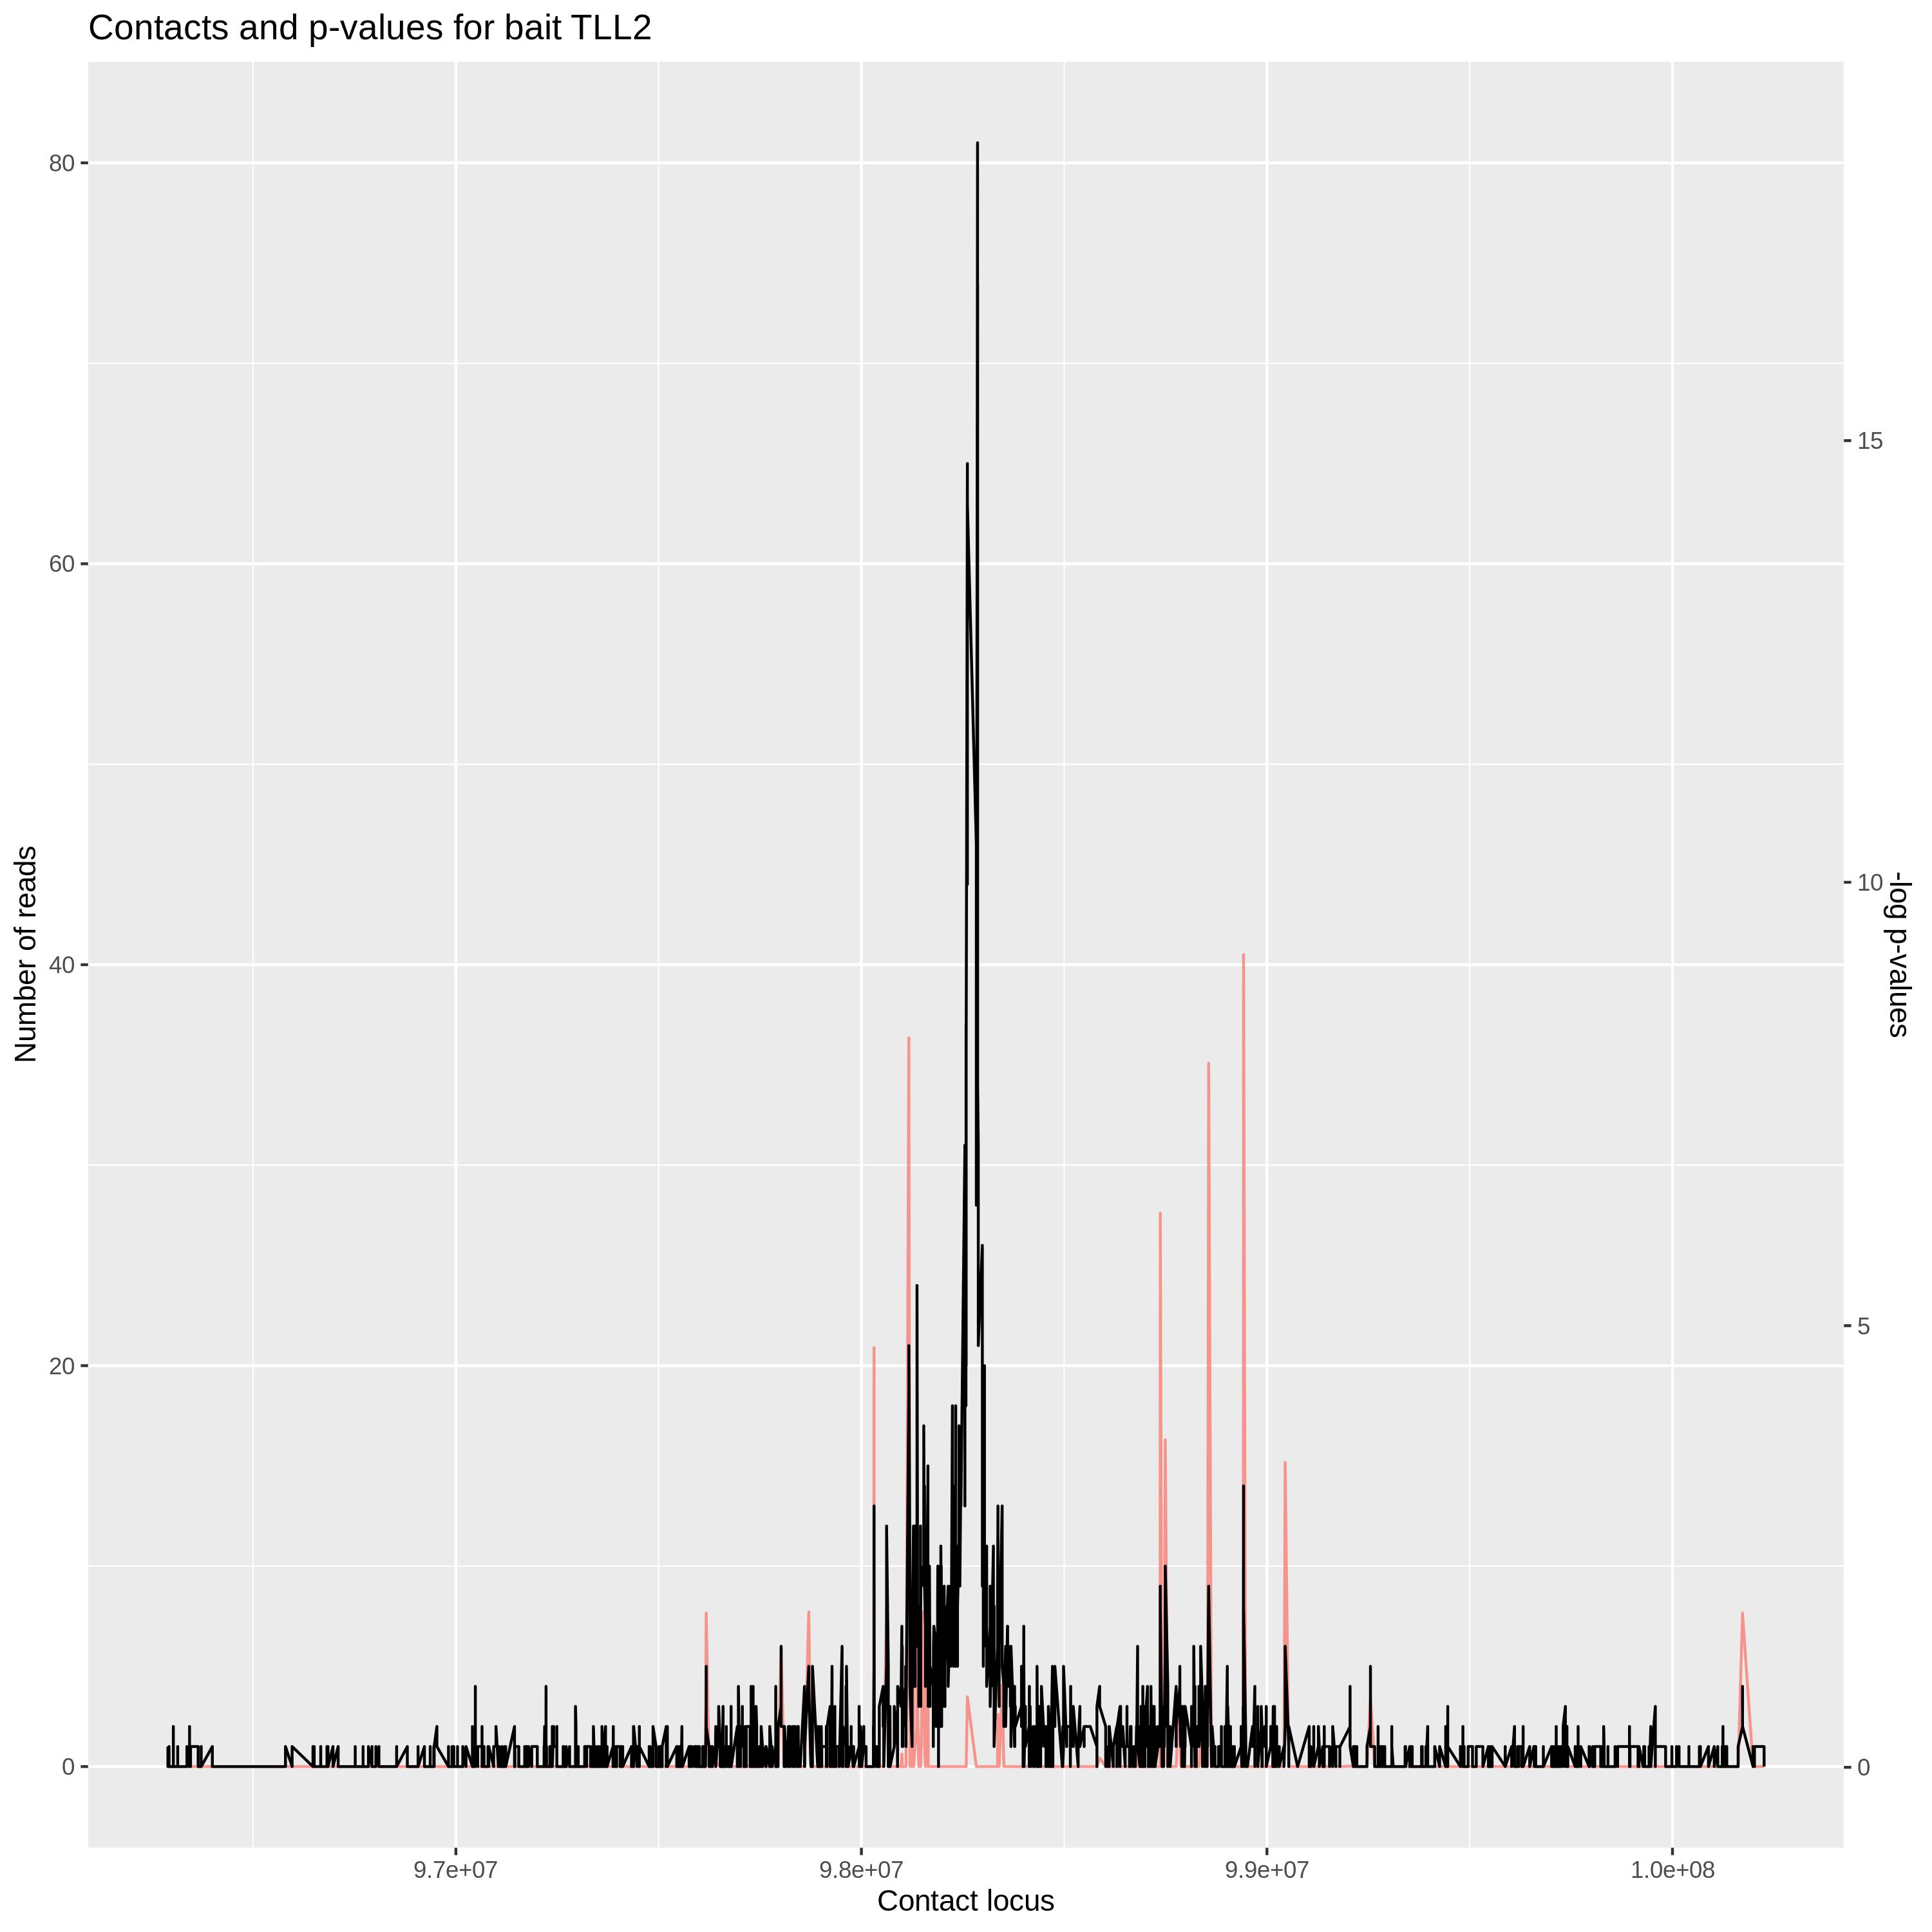 Contacts and p-values for bait TLL2
80
60
40
20
0
Number of reads
15
10
5
0
-log p-values
9.7e+07
9.8e+07
9.9e+07
1.0e+08
Contact locus